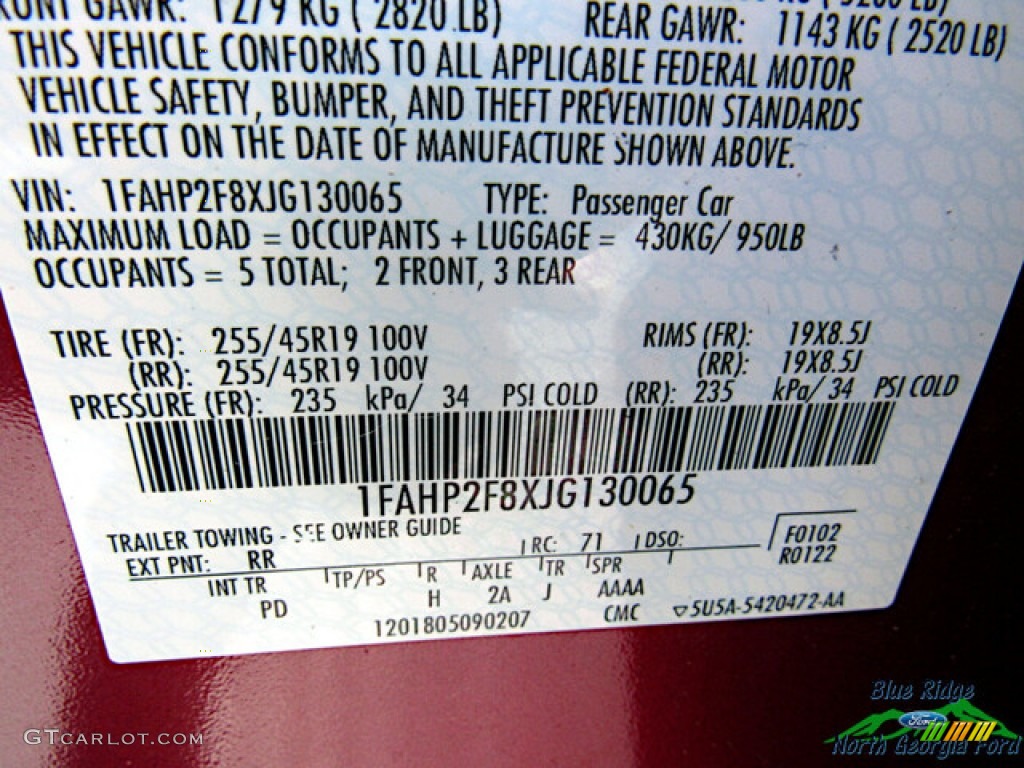 FRONT GAWR: 1279 KG ( 2820 LB) REAR GAWR: 1143 KG ( 2520 LB)
THIS VEHICLE CONFORMS TO ALL APPLICABLE FEDERAL MOTOR
VEHICLE SAFETY, BUMPER, AND THEFT PREVENTION STANDARDS
IN EFFECT ON THE DATE OF MANUFACTURE SHOWN ABOVE.
VIN: 1FAHP2F8XJG130065 TYPE: Passenger Car
MAXIMUM LOAD = OCCUPANTS + LUGGAGE = 430KG/ 950LB
OCCUPANTS = 5 TOTAL; 2 FRONT, 3 REAR
TIRE (FR): 255/45R19 100V RIMS (FR): 19X8.5J
(RR): 255/45R19 100V (RR): 19X8.5J
PRESSURE (FR): 235 kPa/ 34 PSI COLD (RR): 235 kPa/ 34 PSI COLD
1FAHP2F8XJG130065
TRAILER TOWING - SEE OWNER GUIDE
EXT PNT: RR RC: 71 DSO: F0102
R0122
INT TR TP/PS R AXLE TR SPR
PD H 2A J AAAA
1201805090207 CMC ▽5U5A-5420472-AA
Blue Ridge
Ford
North Georgia Ford
GTcarlot.com